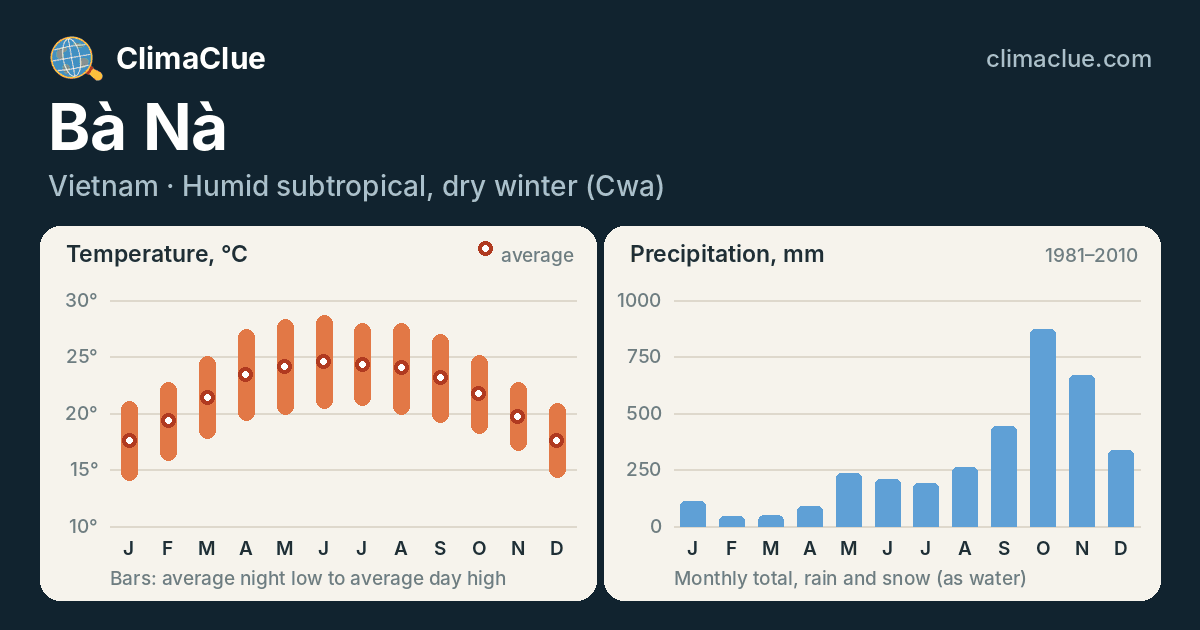 ClimaClue
climaclue.com
Bà Nà
Vietnam · Humid subtropical, dry winter (Cwa)
Temperature, °C
average
30°
25°
20°
15°
10°
J F M A M J J A S O N D
Bars: average night low to average day high
Precipitation, mm
1981–2010
1000
750
500
250
0
J F M A M J J A S O N D
Monthly total, rain and snow (as water)